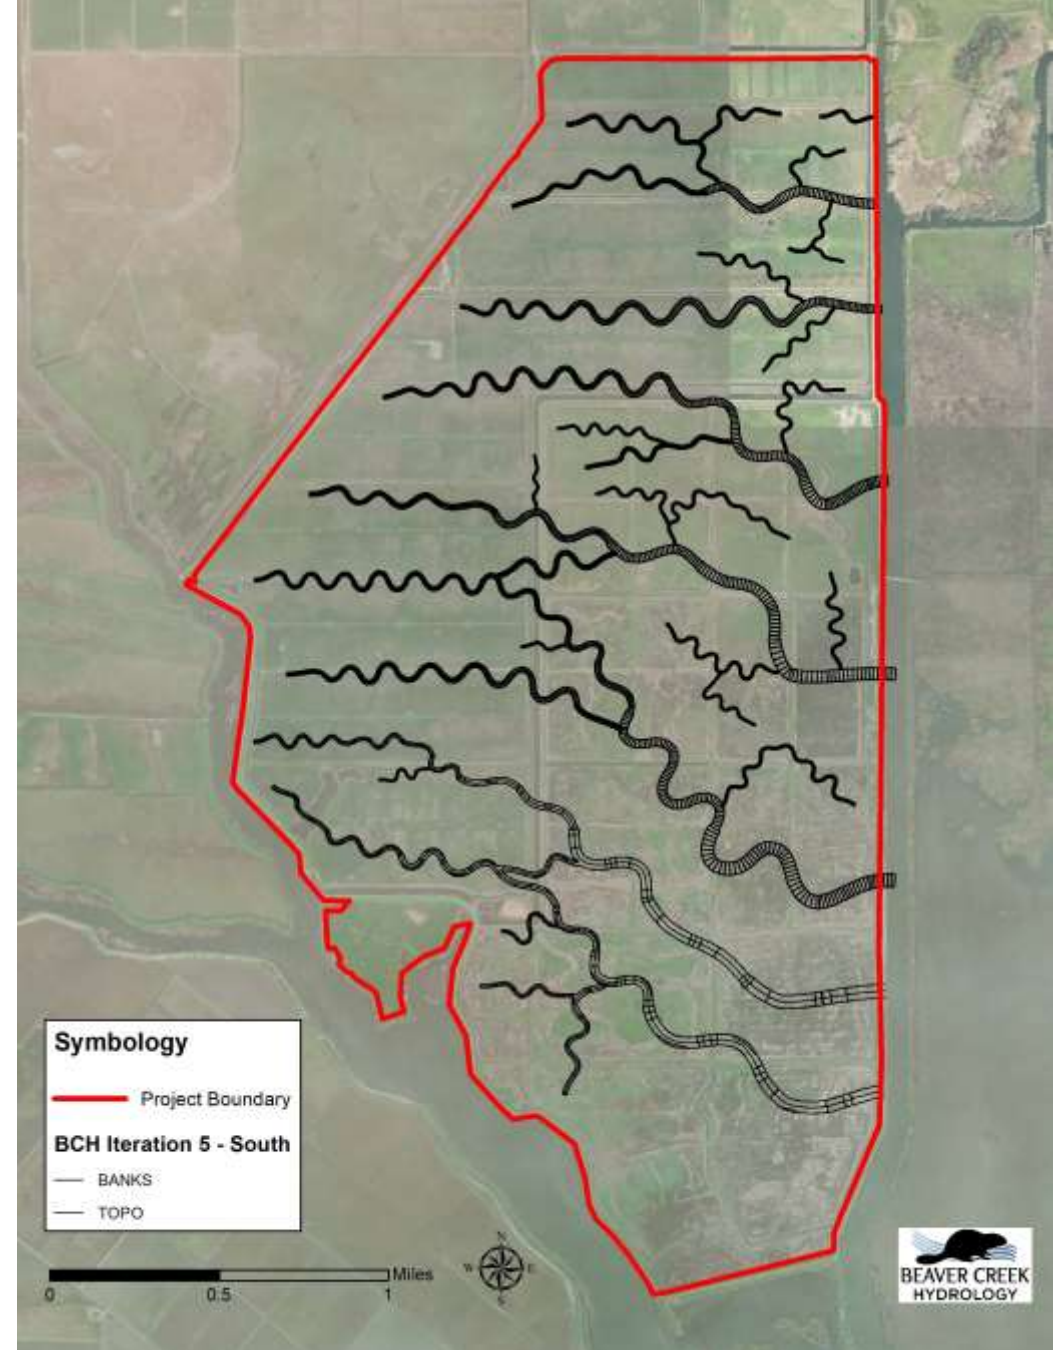 Symbology
Project Boundary
BCH Iteration 5 - South
BANKS
TOPO
N
W E
S
Miles
0 0.5 1
BEAVER CREEK
HYDROLOGY